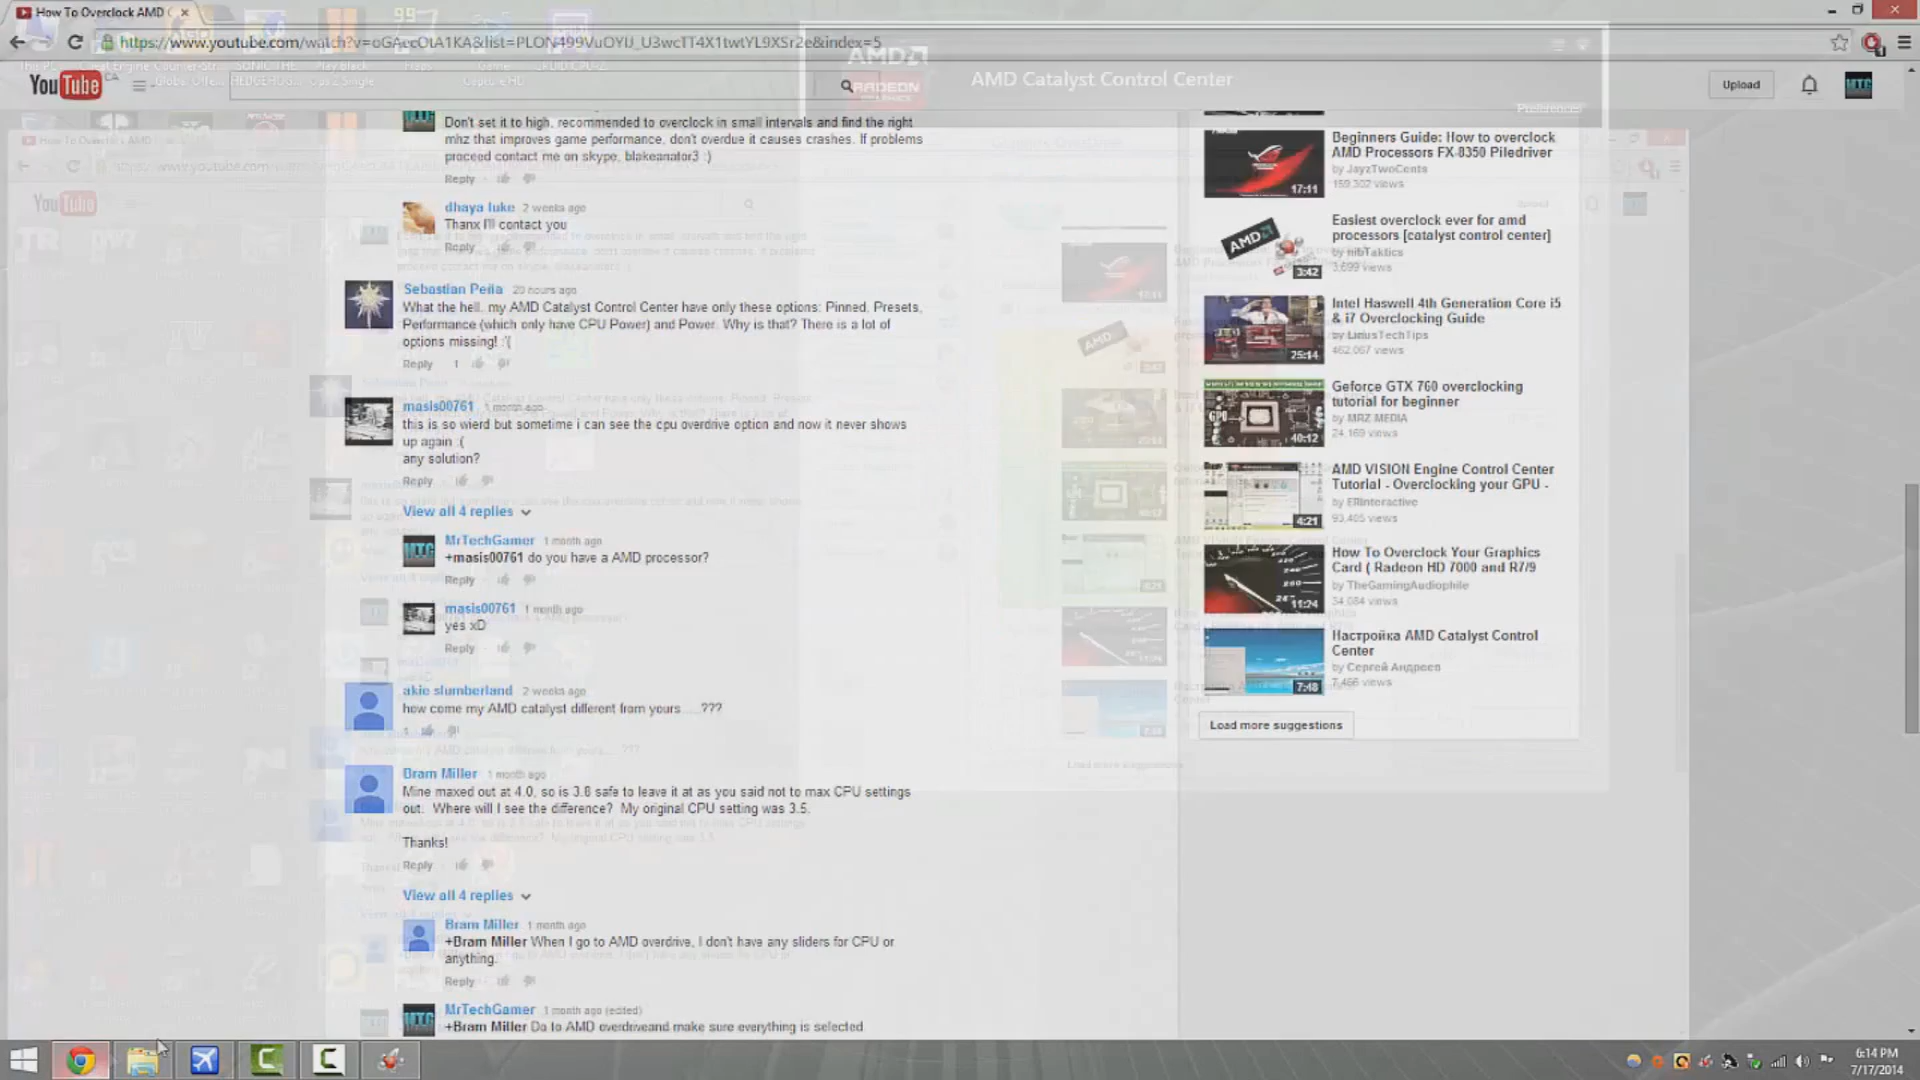 How To Overclock AMD
https://www.youtube.com/watch?v=oGAecOtA1KA&list=PLON499VuOYIJ_U3wcTT4X1twtYL9XSr2e&index=5
You Tube CA
AMD
RADEON
GRAPHICS
AMD Catalyst Control Center
Preferences
Upload
MTG
Don't set it to high, recommended to overclock in small intervals and find the right
mhz that improves game performance, don't overdue it causes crashes. If problems
proceed contact me on skype, blakeanator3 :)
Reply
dhaya luke 2 weeks ago
Thanx I'll contact you
Reply
Sebastian Peña 20 hours ago
What the hell, my AMD Catalyst Control Center have only these options: Pinned, Presets,
Performance (which only have CPU Power) and Power. Why is that? There is a lot of
options missing! :'(
Reply 1
masis00761 1 month ago
this is so wierd but sometime i can see the cpu overdrive option and now it never shows
up again :(
any solution?
Reply
View all 4 replies
MrTechGamer 1 month ago
+masis00761 do you have a AMD processor?
Reply
masis00761 1 month ago
yes xD
Reply
akie slumberland 2 weeks ago
how come my AMD catalyst different from yours.....???
1
Bram Miller 1 month ago
Mine maxed out at 4.0, so is 3.8 safe to leave it at as you said not to max CPU settings
out. Where will I see the difference? My original CPU setting was 3.5.
Thanks!
Reply
View all 4 replies
Bram Miller 1 month ago
+Bram Miller When I go to AMD overdrive, I don't have any sliders for CPU or
anything.
Reply
MrTechGamer 1 month ago (edited)
+Bram Miller Do to AMD overdriveand make sure everything is selected
Beginners Guide: How to overclock
AMD Processors FX-8350 Piledriver
by JayzTwoCents
159,302 views
17:11
Easiest overclock ever for amd
processors [catalyst control center]
by nibTaktics
3,699 views
3:42
Intel Haswell 4th Generation Core i5
& i7 Overclocking Guide
by LinusTechTips
462,067 views
25:14
Geforce GTX 760 overclocking
tutorial for beginner
by MRZ MEDIA
24,169 views
40:12
AMD VISION Engine Control Center
Tutorial - Overclocking your GPU -
by ERInteractive
93,405 views
4:21
How To Overclock Your Graphics
Card ( Radeon HD 7000 and R7/9
by TheGamingAudiophile
34,084 views
11:24
Настройка AMD Catalyst Control
Center
by Сергей Андреев
7,466 views
7:48
Load more suggestions
6:14 PM
7/17/2014